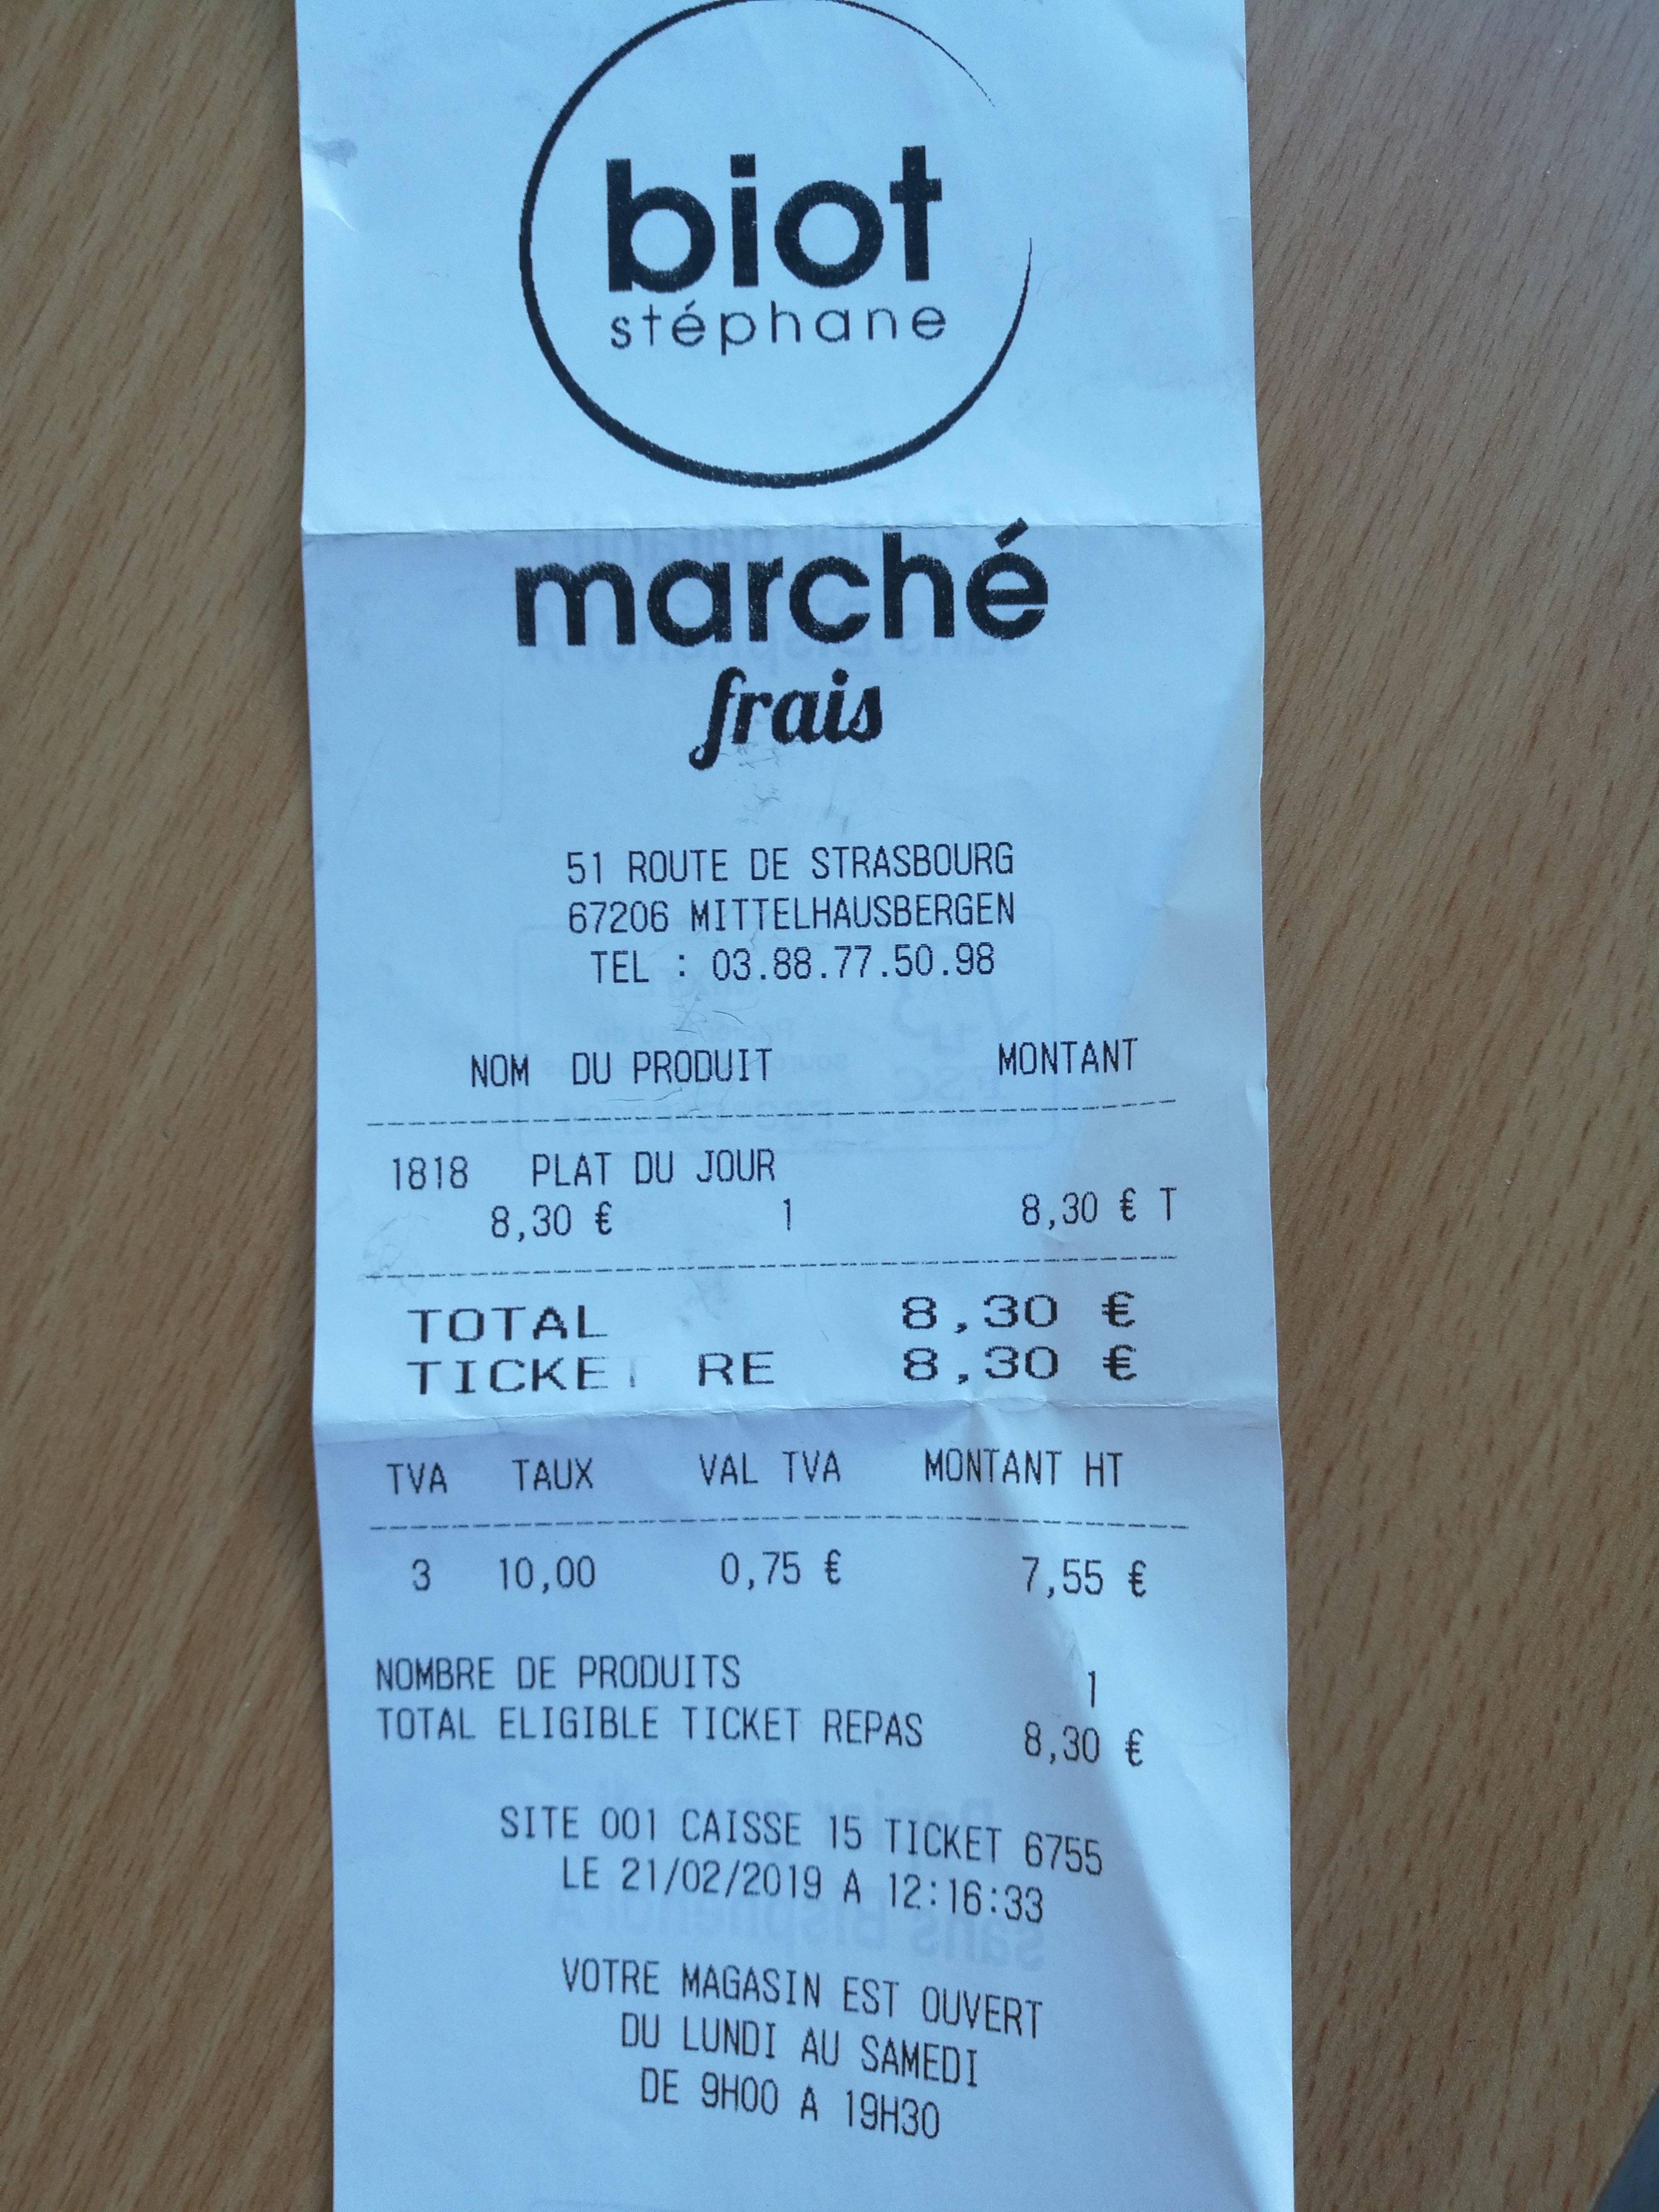 biot
stéphane
marché
frais
51 ROUTE DE STRASBOURG
67206 MITTELHAUSBERGEN
TEL : 03.88.77.50.98
NOM DU PRODUIT MONTANT
1818 PLAT DU JOUR
8,30 € 1 8,30 € T
TOTAL 8,30 €
TICKET RE 8,30 €
TVA TAUX VAL TVA MONTANT HT
3 10,00 0,75 € 7,55 €
NOMBRE DE PRODUITS 1
TOTAL ELIGIBLE TICKET REPAS 8,30 €
SITE 001 CAISSE 15 TICKET 6755
LE 21/02/2019 A 12:16:33
VOTRE MAGASIN EST OUVERT
DU LUNDI AU SAMEDI
DE 9H00 A 19H30